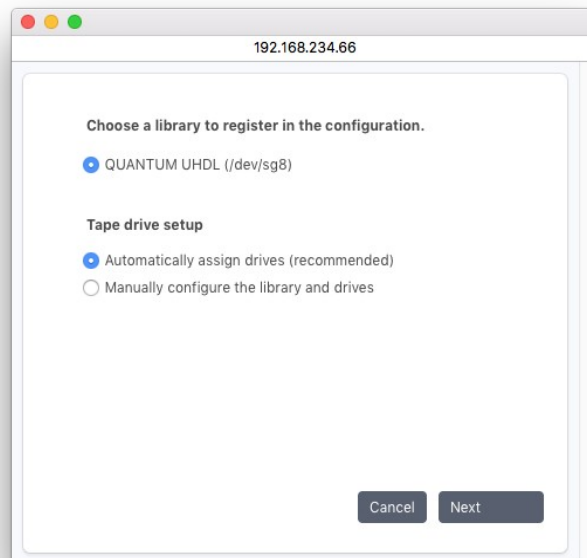 192.168.234.66
Choose a library to register in the configuration.
QUANTUM UHDL (/dev/sg8)
Tape drive setup
Automatically assign drives (recommended)
Manually configure the library and drives
Cancel
Next